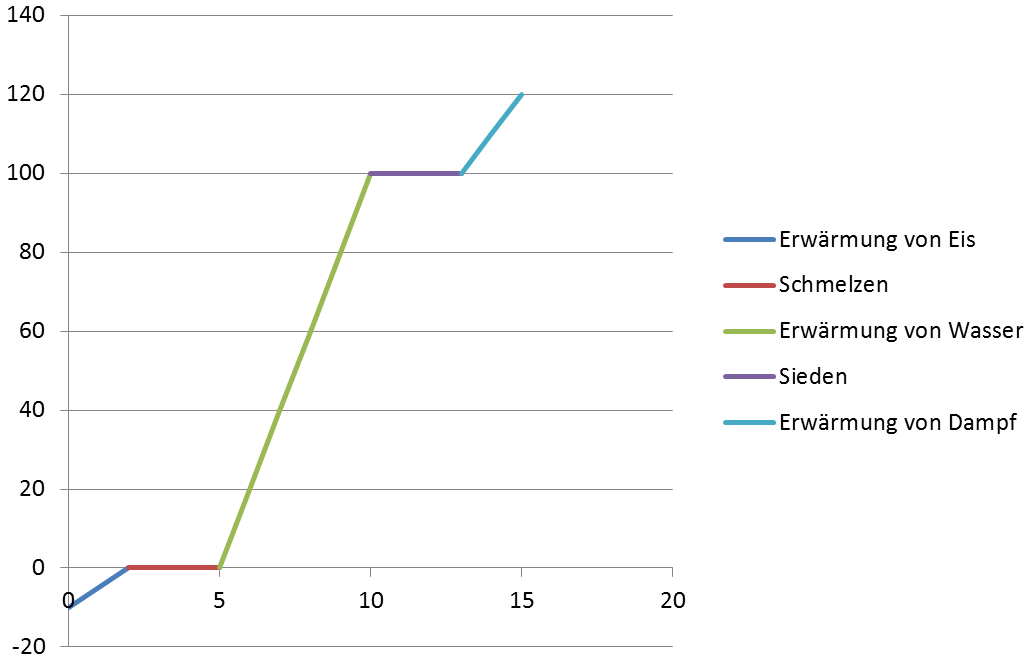 140
120
100
80
60
40
20
0
-20
0 5 10 15 20
Erwärmung von Eis
Schmelzen
Erwärmung von Wasser
Sieden
Erwärmung von Dampf